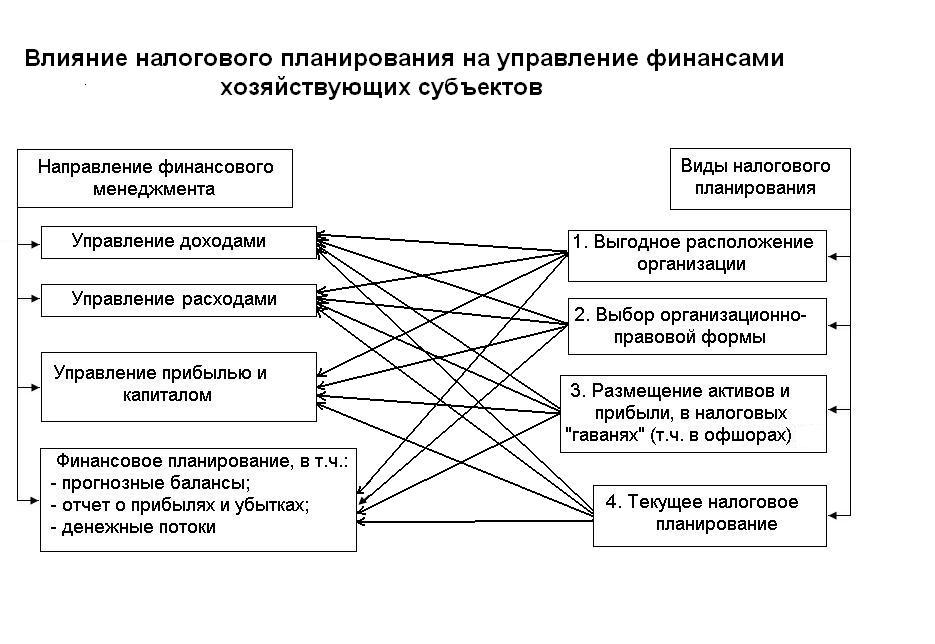 Влияние налогового планирования на управление финансами
хозяйствующих субъектов
Направление финансового
менеджмента
Управление доходами
Управление расходами
Управление прибылью и
капиталом
Финансовое планирование, в т.ч.:
- прогнозные балансы;
- отчет о прибылях и убытках;
- денежные потоки
Виды налогового
планирования
1. Выгодное расположение
организации
2. Выбор организационно-
правовой формы
3. Размещение активов и
прибыли, в налоговых
"гаванях" (т.ч. в офшорах)
4. Текущее налоговое
планирование